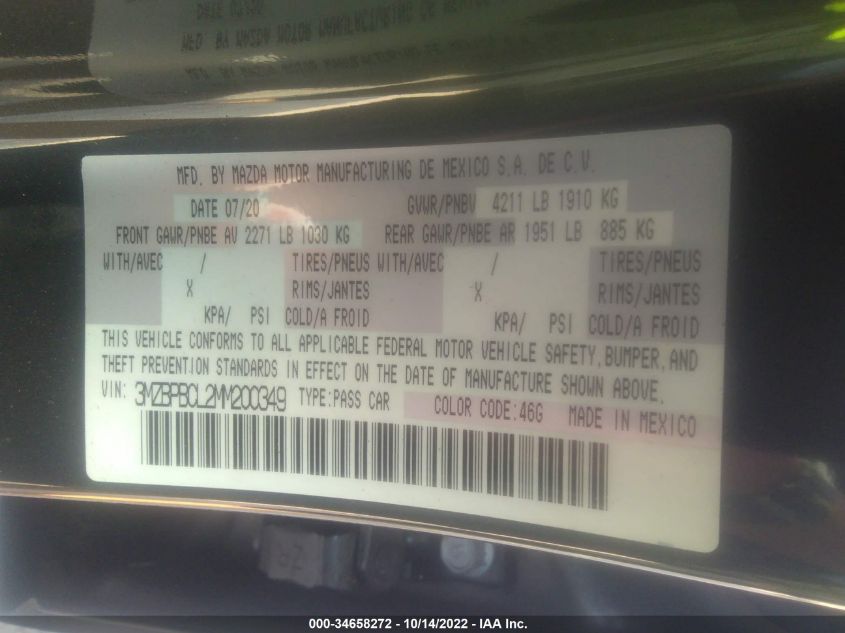 MFD. BY MAZDA MOTOR MANUFACTURING DE MEXICO S.A. DE C.V.
DATE 07/20 GVWR/PNBV 4211 LB 1910 KG
FRONT GAWR/PNBE AV 2271 LB 1030 KG REAR GAWR/PNBE AR 1951 LB 885 KG
WITH/AVEC / TIRES/PNEUS WITH/AVEC / TIRES/PNEUS
X RIMS/JANTES X RIMS/JANTES
KPA/ PSI COLD/A FROID KPA/ PSI COLD/A FROID
THIS VEHICLE CONFORMS TO ALL APPLICABLE FEDERAL MOTOR VEHICLE SAFETY, BUMPER, AND
THEFT PREVENTION STANDARDS IN EFFECT ON THE DATE OF MANUFACTURE SHOWN ABOVE.
VIN: 3MZBPBCL2MM200349 TYPE:PASS CAR COLOR CODE:46G MADE IN MEXICO
000-34658272 - 10/14/2022 - IAA Inc.